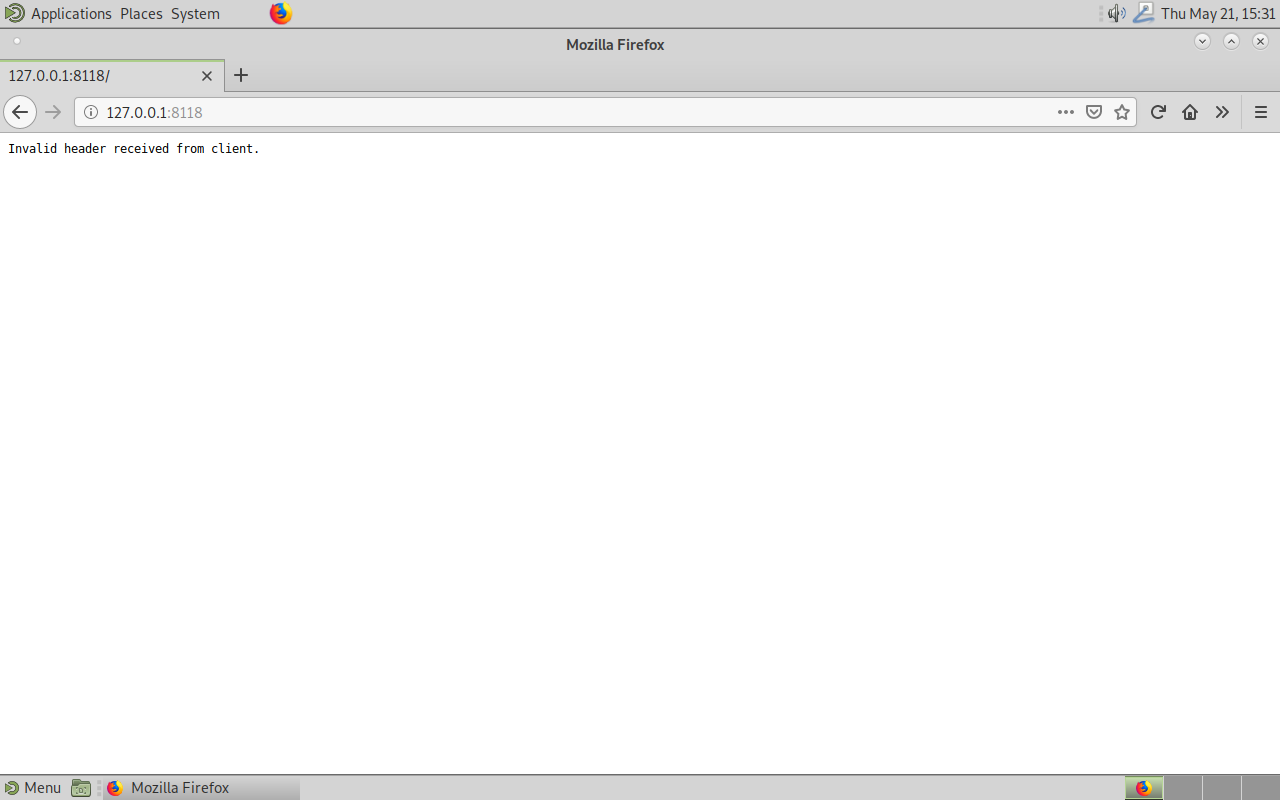 Applications Places System
Thu May 21, 15:31
Mozilla Firefox
127.0.0.1:8118/
127.0.0.1:8118
Invalid header received from client.
Menu
Mozilla Firefox